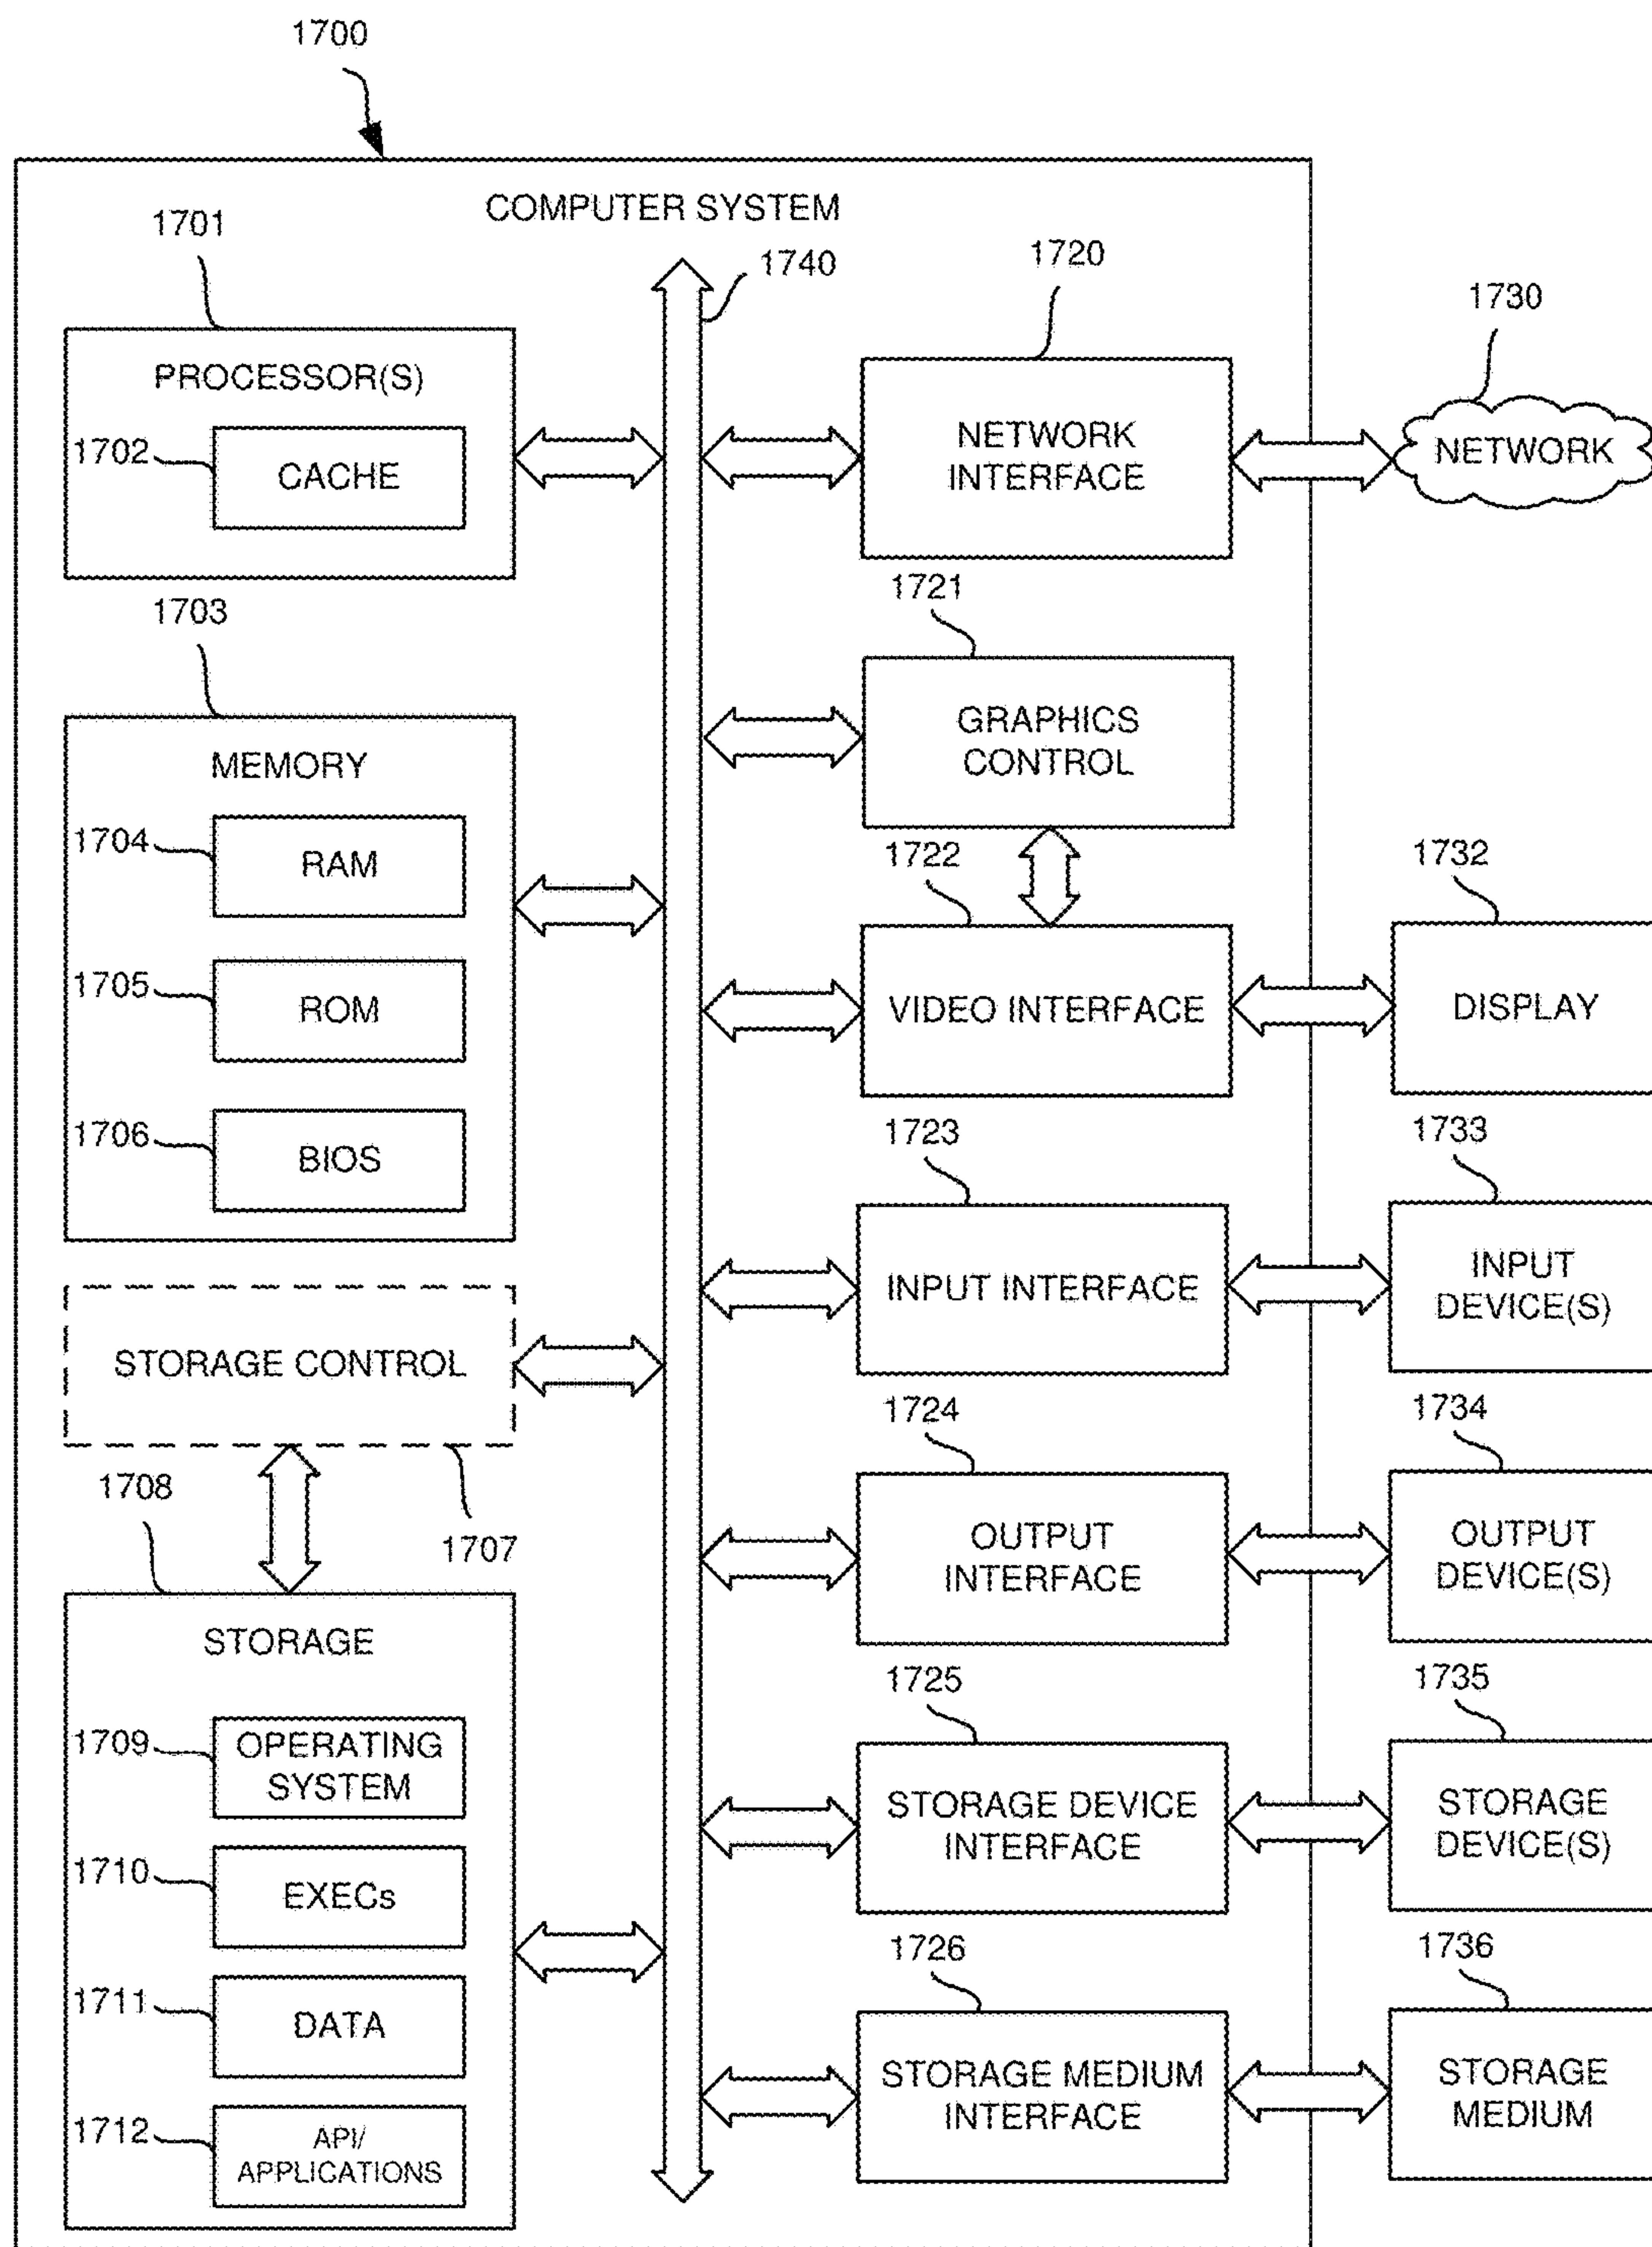 1700
COMPUTER SYSTEM
1701
1740
1720
1730
PROCESSOR(S)
1702
CACHE
NETWORK
INTERFACE
NETWORK
1703
1721
MEMORY
GRAPHICS
CONTROL
1704
RAM
1722
1732
1705
ROM
VIDEO INTERFACE
DISPLAY
1706
BIOS
1723
1733
INPUT INTERFACE
INPUT
DEVICE(S)
STORAGE CONTROL
1724
1734
1708
1707
OUTPUT
INTERFACE
OUTPUT
DEVICE(S)
STORAGE
1725
1735
1709
OPERATING
SYSTEM
STORAGE DEVICE
INTERFACE
STORAGE
DEVICE(S)
1710
EXECs
1726
1736
1711
DATA
STORAGE MEDIUM
INTERFACE
STORAGE
MEDIUM
1712
API/
APPLICATIONS